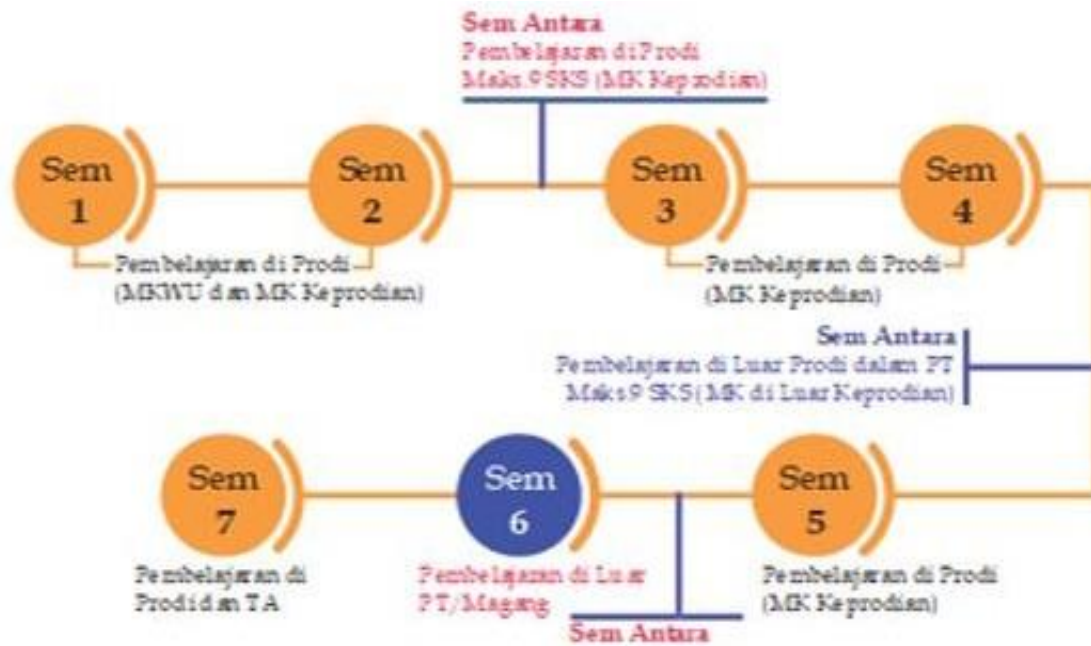 Sem Antara
Pembelajaran di Prodi
Maks.9 SKS (MK Keprodian)
Sem
1
Sem
2
Sem
3
Sem
4
Pembelajaran di Prodi
(MKWU dan MK Keprodian)
Pembelajaran di Prodi
(MK Keprodian)
Sem Antara
Pembelajaran di Luar Prodi dalam PT
Maks9 SKS(MK di Luar Keprodian)
Sem
7
Sem
6
Sem
5
Pembelajaran di
Prodi dan TA
Pembelajaran di Luar
PT/Magang
Pembelajaran di Prodi
(MK Keprodian)
Sem Antara